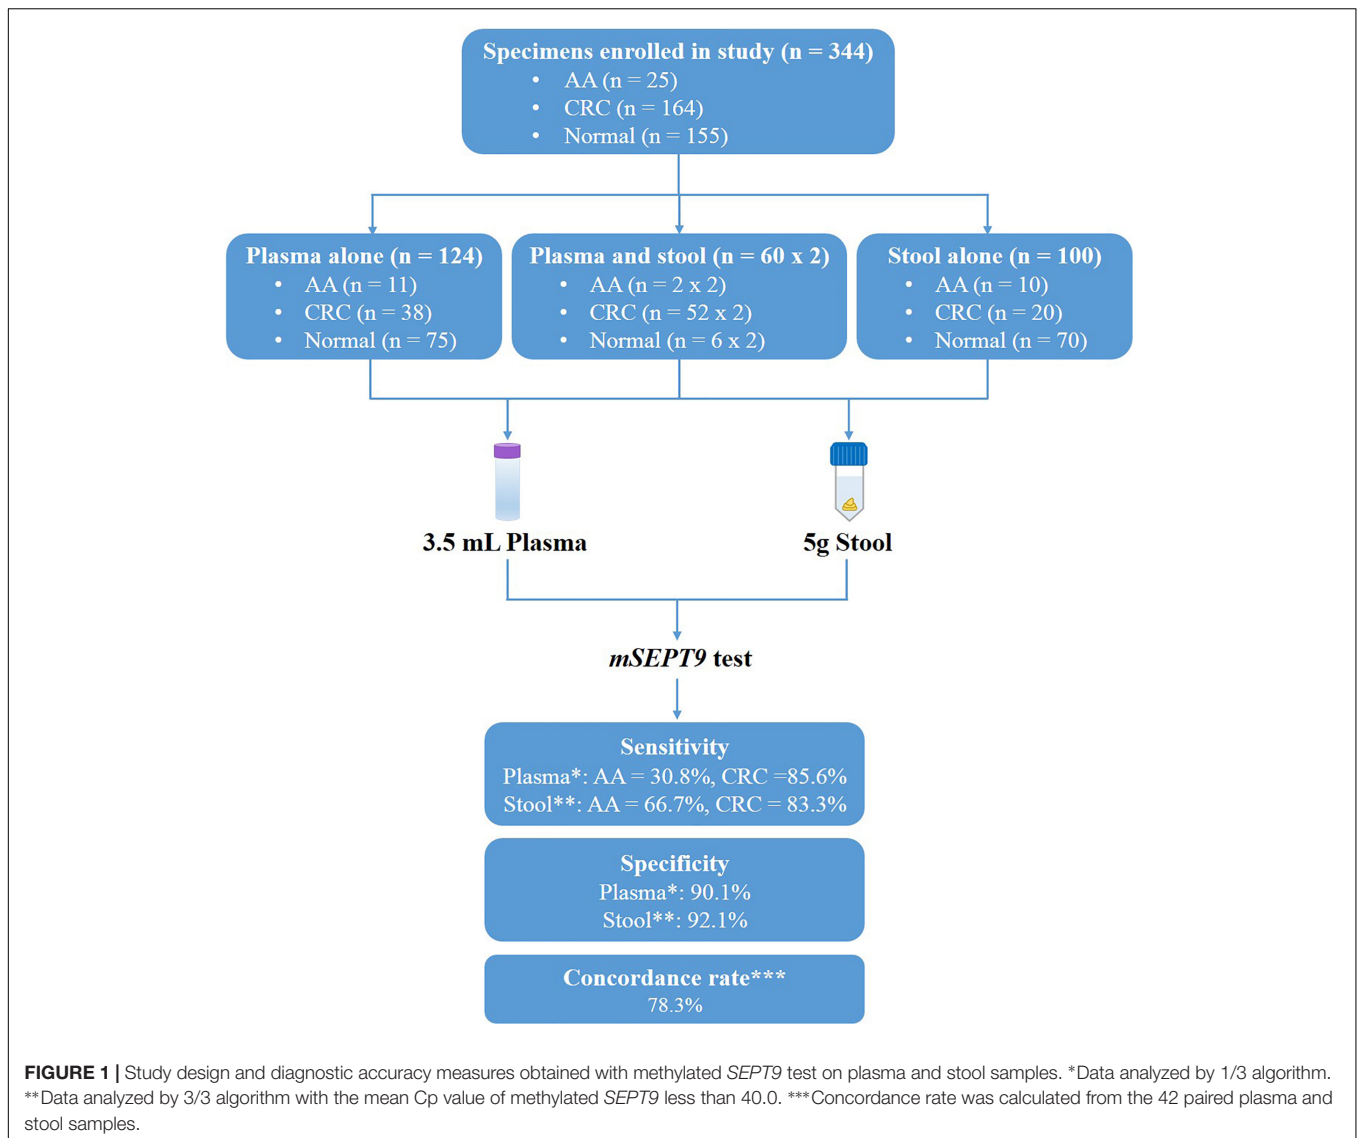 Specimens enrolled in study (n = 344)
• AA (n = 25)
• CRC (n = 164)
• Normal (n = 155)
Plasma alone (n = 124)
• AA (n = 11)
• CRC (n = 38)
• Normal (n = 75)
Plasma and stool (n = 60 x 2)
• AA (n = 2 x 2)
• CRC (n = 52 x 2)
• Normal (n = 6 x 2)
Stool alone (n = 100)
• AA (n = 10)
• CRC (n = 20)
• Normal (n = 70)
3.5 mL Plasma
5g Stool
mSEPT9 test
Sensitivity
Plasma*: AA = 30.8%, CRC =85.6%
Stool**: AA = 66.7%, CRC = 83.3%
Specificity
Plasma*: 90.1%
Stool**: 92.1%
Concordance rate***
78.3%
FIGURE 1 | Study design and diagnostic accuracy measures obtained with methylated SEPT9 test on plasma and stool samples. *Data analyzed by 1/3 algorithm.
**Data analyzed by 3/3 algorithm with the mean Cp value of methylated SEPT9 less than 40.0. ***Concordance rate was calculated from the 42 paired plasma and
stool samples.